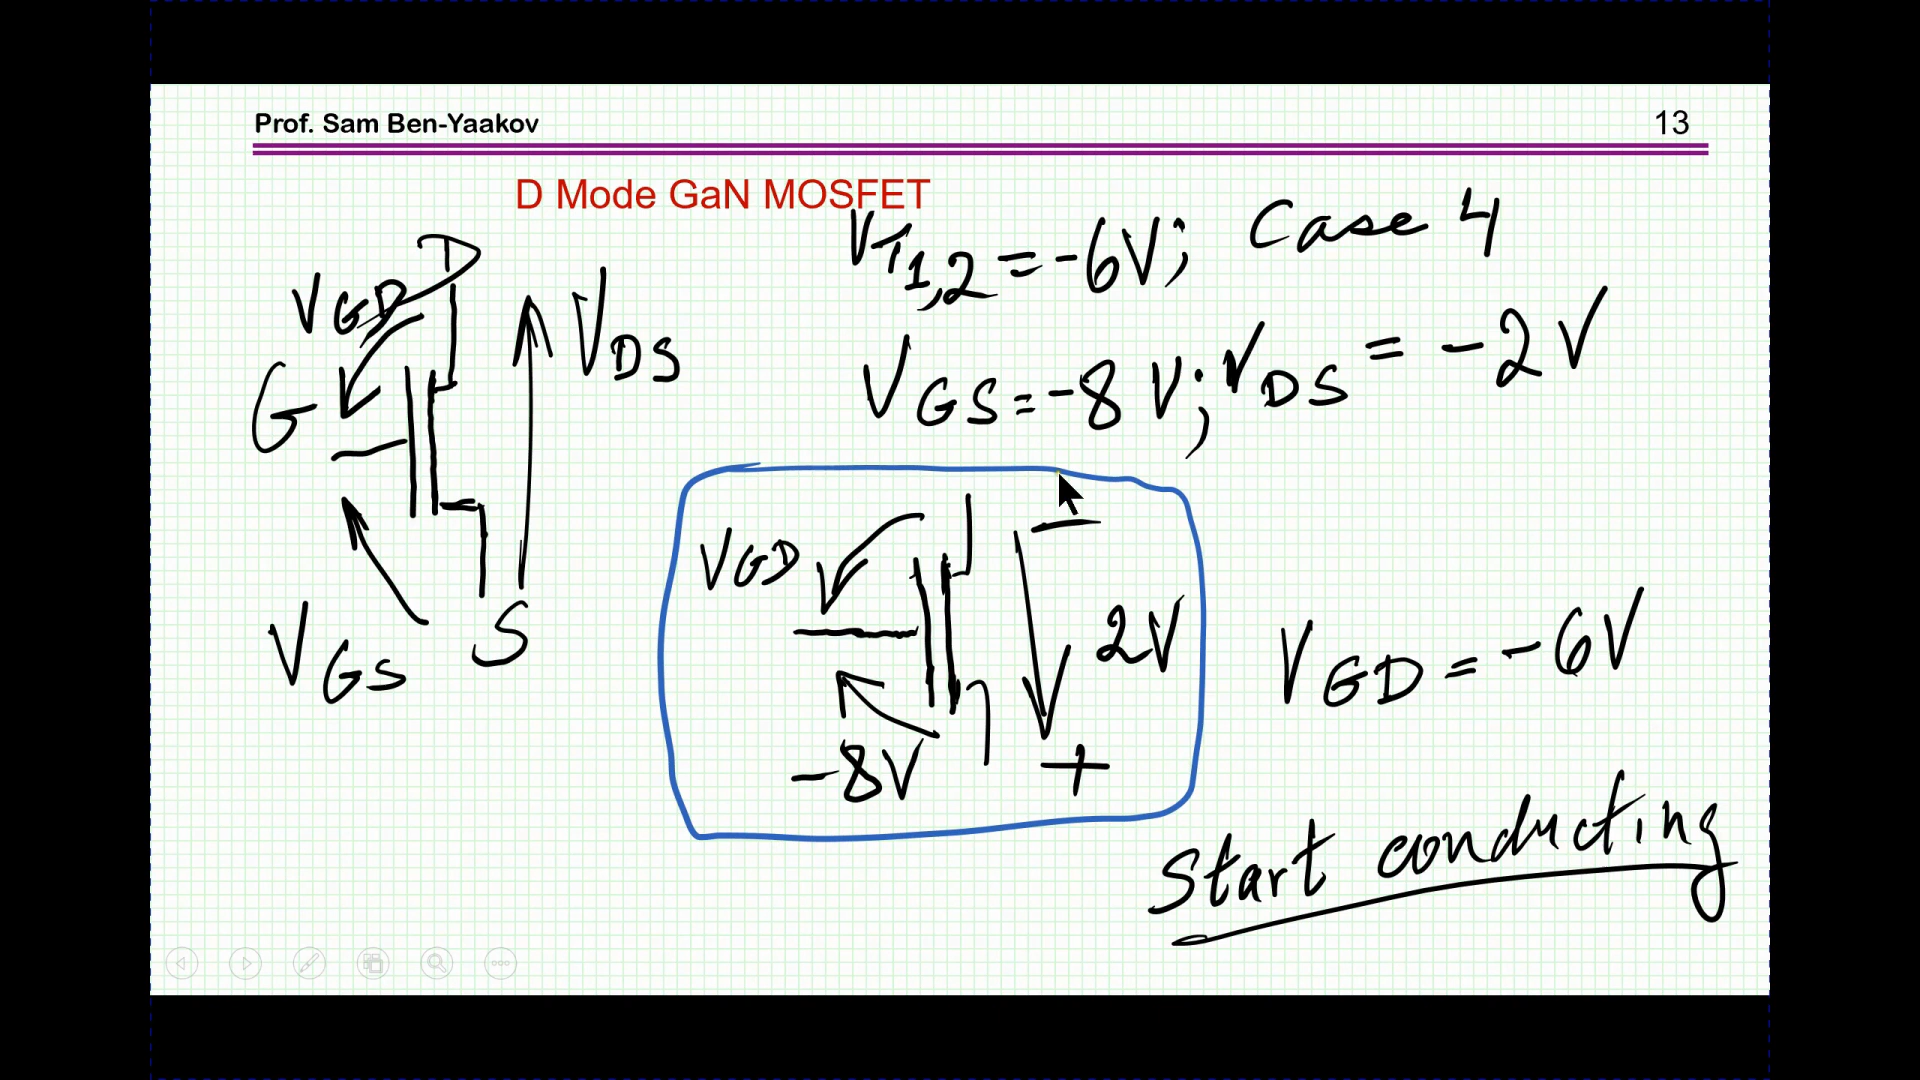 Prof. Sam Ben-Yaakov
13
D Mode GaN MOSFET
VT1,2 = -6V; Case 4
VGS = -8V; VDS = -2V
D
VGD
VDS
G
VGS
S
VGD
-
2V
-8V
+
VGD = -6V
Start conducting